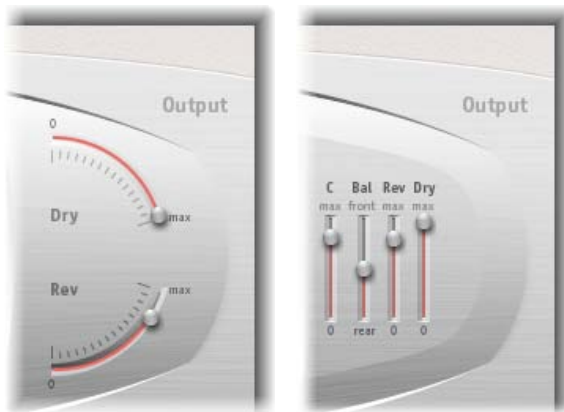 Output
0
Dry
max
Rev
max
0
Output
C Bal Rev Dry
max front max max
0 rear 0 0